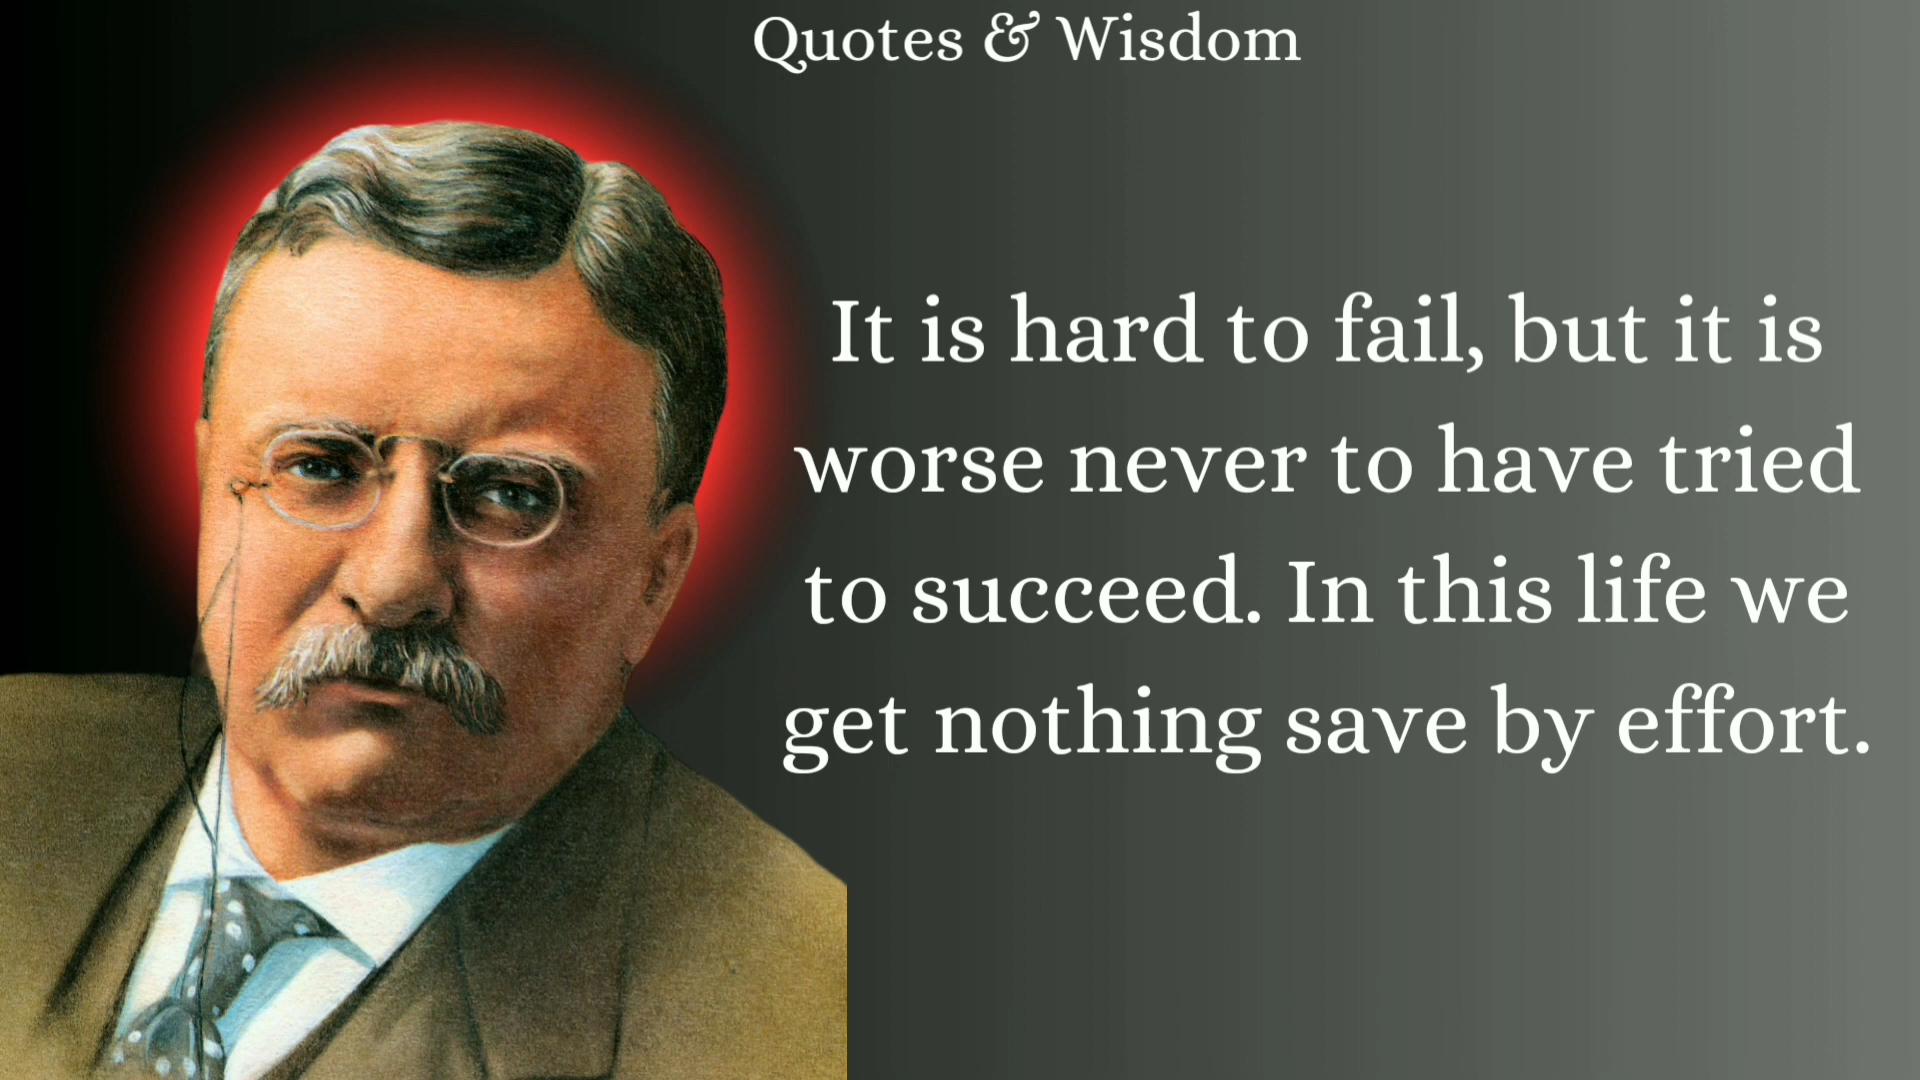 Quotes & Wisdom
It is hard to fail, but it is
worse never to have tried
to succeed. In this life we
get nothing save by effort.